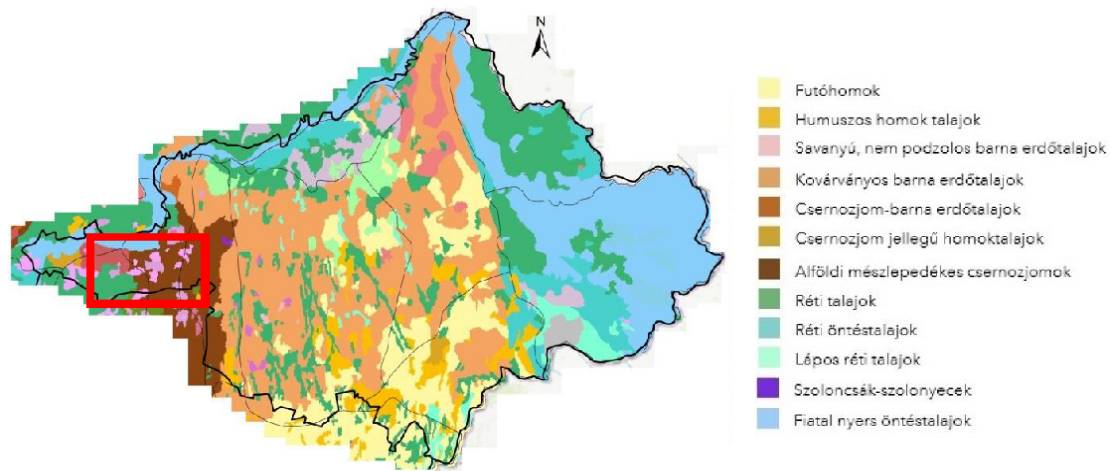 N
Futóhomok
Humuszos homok talajok
Savanyú, nem podzolos barna erdőtalajok
Kovárványos barna erdőtalajok
Csernozjom-barna erdőtalajok
Csernozjom jellegű homoktalajok
Alföldi mészlepedékes csernozjomok
Réti talajok
Réti öntéstalajok
Lápos réti talajok
Szoloncsák-szolonyecek
Fiatal nyers öntéstalajok